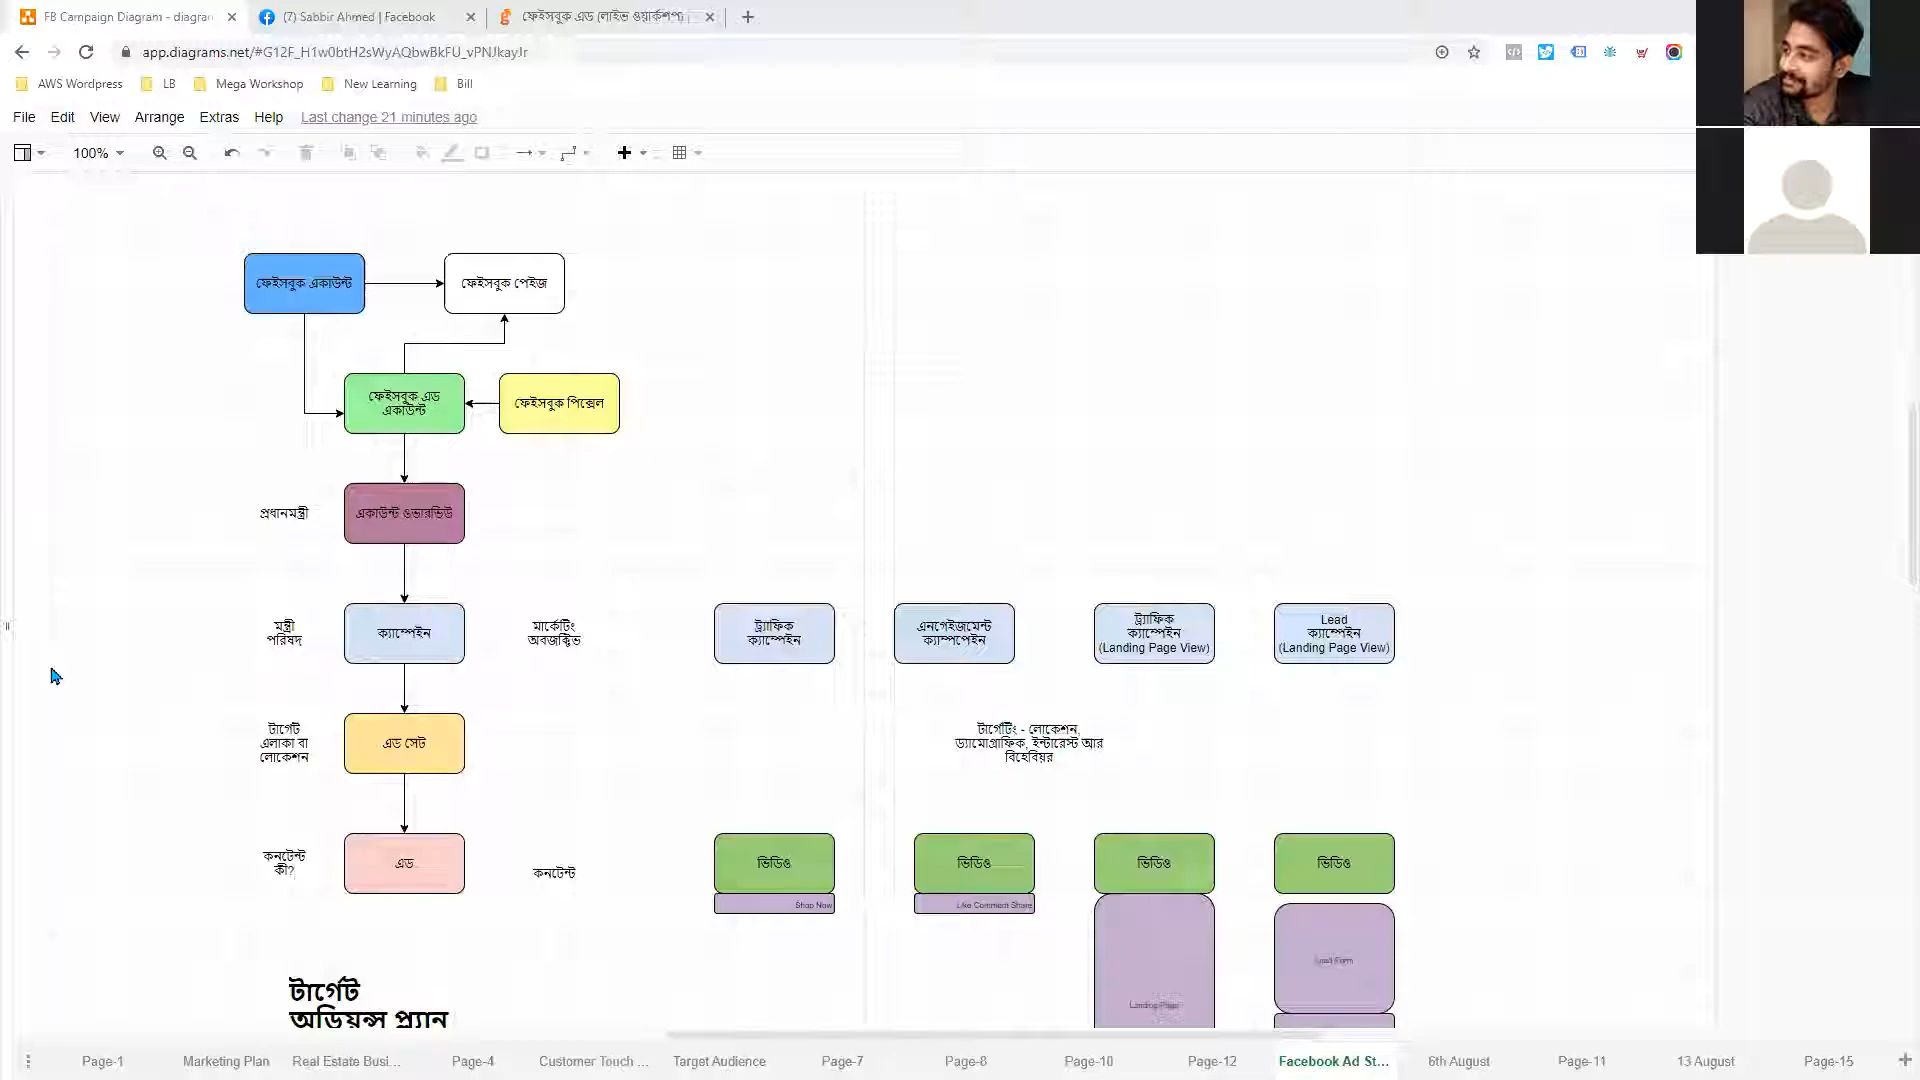 FB Campaign Diagram - diagram
(7) Sabbir Ahmed | Facebook
ফেইসবুক এড (লাইভ ওয়ার্কশপ)
app.diagrams.net/#G12F_H1w0btH2sWyAQbwBkFU_vPNJkayJr
AWS Wordpress
LB
Mega Workshop
New Learning
Bill
File Edit View Arrange Extras Help Last change 21 minutes ago
100%
ফেইসবুক একাউন্ট
ফেইসবুক পেইজ
ফেইসবুক এড
একাউন্ট
ফেইসবুক পিক্সেল
প্রধানমন্ত্রী
একাউন্ট ওভারভিউ
মন্ত্রী
পরিষদ
ক্যাম্পেইন
মার্কেটিং
অবজেক্টিভ
ট্র্যাফিক
ক্যাম্পেইন
এনগেইজমেন্ট
ক্যাম্পপেইন
ট্র্যাফিক
ক্যাম্পেইন
(Landing Page View)
Lead
ক্যাম্পেইন
(Landing Page View)
টার্গেট
এলাকা বা
লোকেশন
এড সেট
টার্গেটিং - লোকেশন,
ড্যামোগ্রাফিক, ইন্টারেস্ট আর
বিহেবিয়র
কনটেন্ট
কী?
এড
কনটেন্ট
ভিডিও
Shop Now
ভিডিও
Like Comment Share
ভিডিও
Landing Page
ভিডিও
Lead Form
টার্গেট
অডিয়ন্স প্ল্যান
Page-1
Marketing Plan
Real Estate Busi...
Page-4
Customer Touch ...
Target Audience
Page-7
Page-8
Page-10
Page-12
Facebook Ad St...
6th August
Page-11
13 August
Page-15